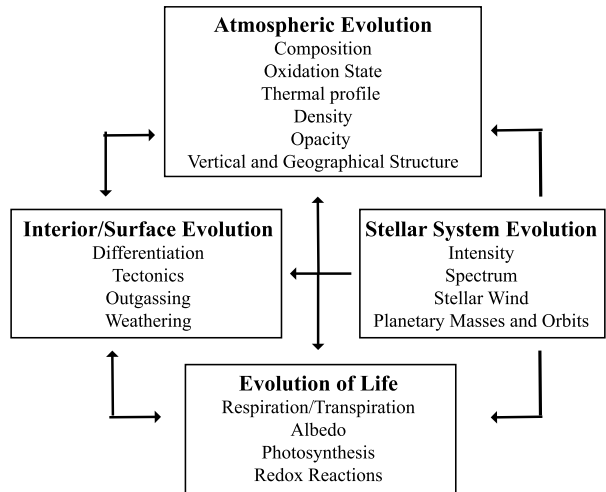 Atmospheric Evolution
Composition
Oxidation State
Thermal profile
Density
Opacity
Vertical and Geographical Structure
Interior/Surface Evolution
Differentiation
Tectonics
Outgassing
Weathering
Stellar System Evolution
Intensity
Spectrum
Stellar Wind
Planetary Masses and Orbits
Evolution of Life
Respiration/Transpiration
Albedo
Photosynthesis
Redox Reactions